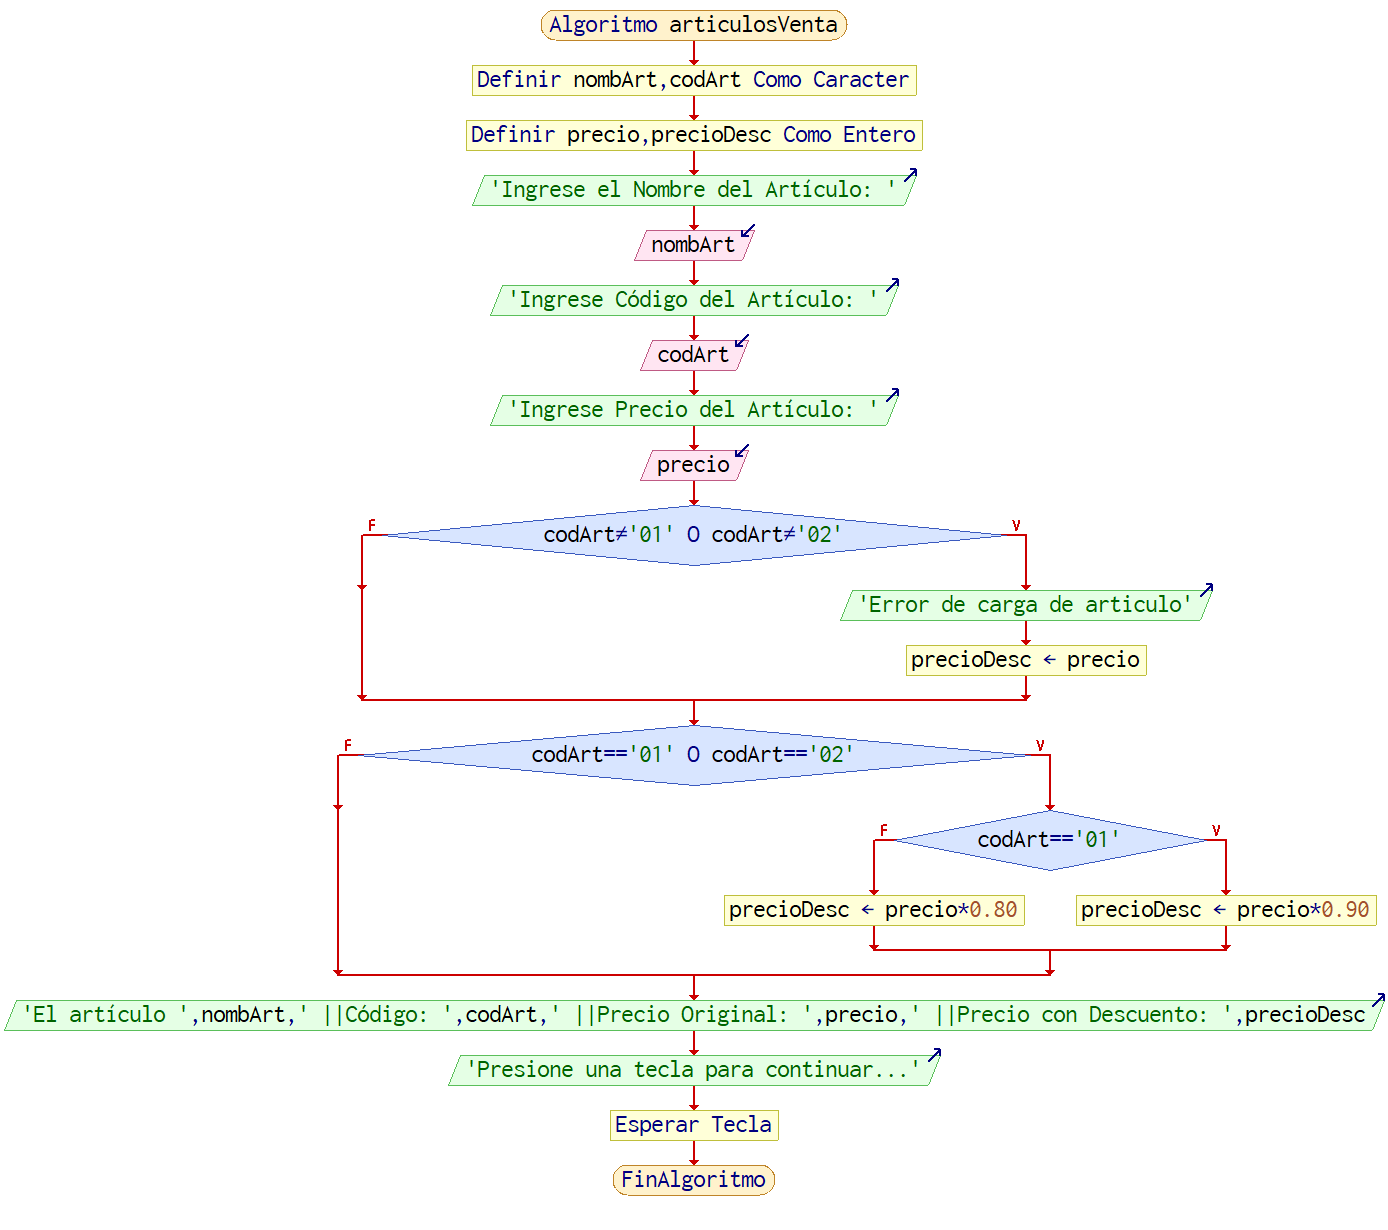 Algoritmo articulosVenta
Definir nombArt,codArt Como Caracter
Definir precio,precioDesc Como Entero
'Ingrese el Nombre del Artículo: '
nombArt
'Ingrese Código del Artículo: '
codArt
'Ingrese Precio del Artículo: '
precio
F
V
codArt≠'01' O codArt≠'02'
'Error de carga de articulo'
precioDesc ← precio
F
V
codArt=='01' O codArt=='02'
F
V
codArt=='01'
precioDesc ← precio*0.80
precioDesc ← precio*0.90
'El artículo ',nombArt,' ||Código: ',codArt,' ||Precio Original: ',precio,' ||Precio con Descuento: ',precioDesc
'Presione una tecla para continuar...'
Esperar Tecla
FinAlgoritmo